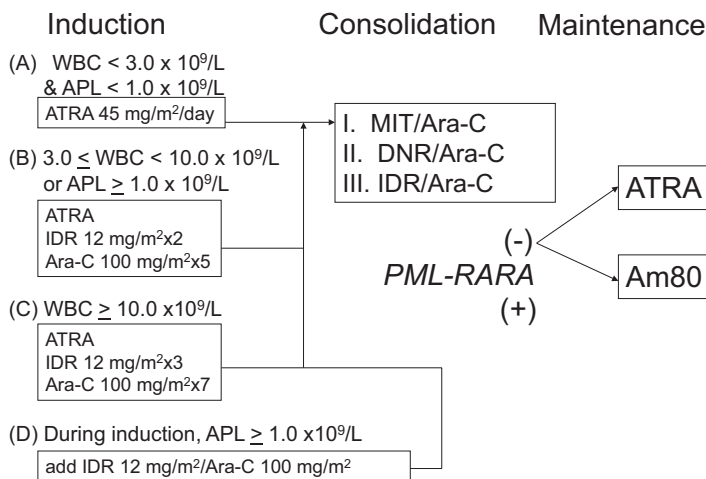 Induction
Consolidation
Maintenance
(A) WBC < 3.0 x 10⁹/L
& APL < 1.0 x 10⁹/L
ATRA 45 mg/m²/day
(B) 3.0 ≤ WBC < 10.0 x 10⁹/L
or APL ≥ 1.0 x 10⁹/L
ATRA
IDR 12 mg/m²x2
Ara-C 100 mg/m²x5
(C) WBC ≥ 10.0 x10⁹/L
ATRA
IDR 12 mg/m²x3
Ara-C 100 mg/m²x7
(D) During induction, APL ≥ 1.0 x10⁹/L
add IDR 12 mg/m²/Ara-C 100 mg/m²
I. MIT/Ara-C
II. DNR/Ara-C
III. IDR/Ara-C
(-)
PML-RARA
(+)
ATRA
Am80